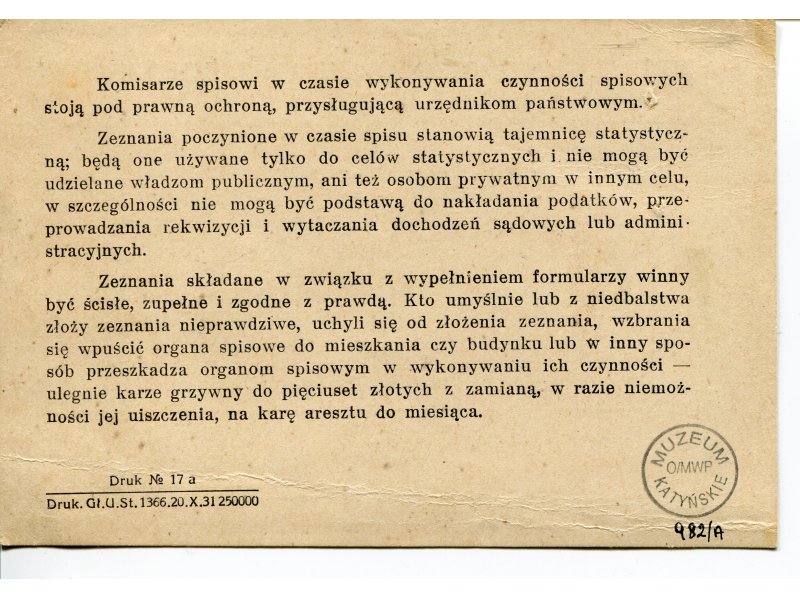 Komisarze spisowi w czasie wykonywania czynności spisowych
stoją pod prawną ochroną, przysługującą urzędnikom państwowym.
Zeznania poczynione w czasie spisu stanowią tajemnicę statystycz-
ną; będą one używane tylko do celów statystycznych i nie mogą być
udzielane władzom publicznym, ani też osobom prywatnym w innym celu,
w szczególności nie mogą być podstawą do nakładania podatków, prze-
prowadzania rekwizycji i wytaczania dochodzeń sądowych lub admini-
stracyjnych.
Zeznania składane w związku z wypełnieniem formularzy winny
być ścisłe, zupełne i zgodne z prawdą. Kto umyślnie lub z niedbalstwa
złoży zeznania nieprawdziwe, uchyli się od złożenia zeznania, wzbrania
się wpuścić organa spisowe do mieszkania czy budynku lub w inny spo-
sób przeszkadza organom spisowym w wykonywaniu ich czynności —
ulegnie karze grzywny do pięciuset złotych z zamianą, w razie niemoż-
ności jej uiszczenia, na karę aresztu do miesiąca.
Druk № 17 a
Druk. Gł.U.St. 1366.20.X.31 250000
MUZEUM
O/MWP
KATYŃSKIE
982/A